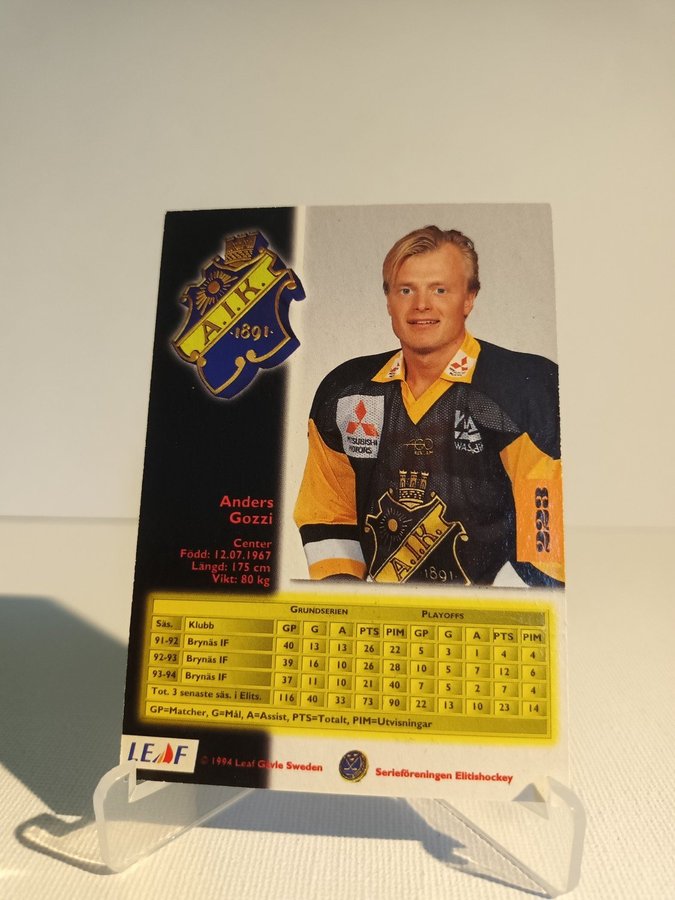 A.I.K.
1891
MITSUBISHI
MOTORS
WASA
A.I.K.
1891
228
Anders
Gozzi
Center
Född: 12.07.1967
Längd: 175 cm
Vikt: 80 kg
GRUNDSERIEN PLAYOFFS
Säs. Klubb GP G A PTS PIM GP G A PTS PIM
91-92 Brynäs IF 40 13 13 26 22 5 3 1 4 4
92-93 Brynäs IF 39 16 10 26 28 10 5 7 12 6
93-94 Brynäs IF 37 11 10 21 40 7 5 2 7 4
Tot. 3 senaste säs. i Elits. 116 40 33 73 90 22 13 10 23 14
GP=Matcher, G=Mål, A=Assist, PTS=Totalt, PIM=Utvisningar
LEAF
© 1994 Leaf Gävle Sweden
Serieföreningen Elitishockey